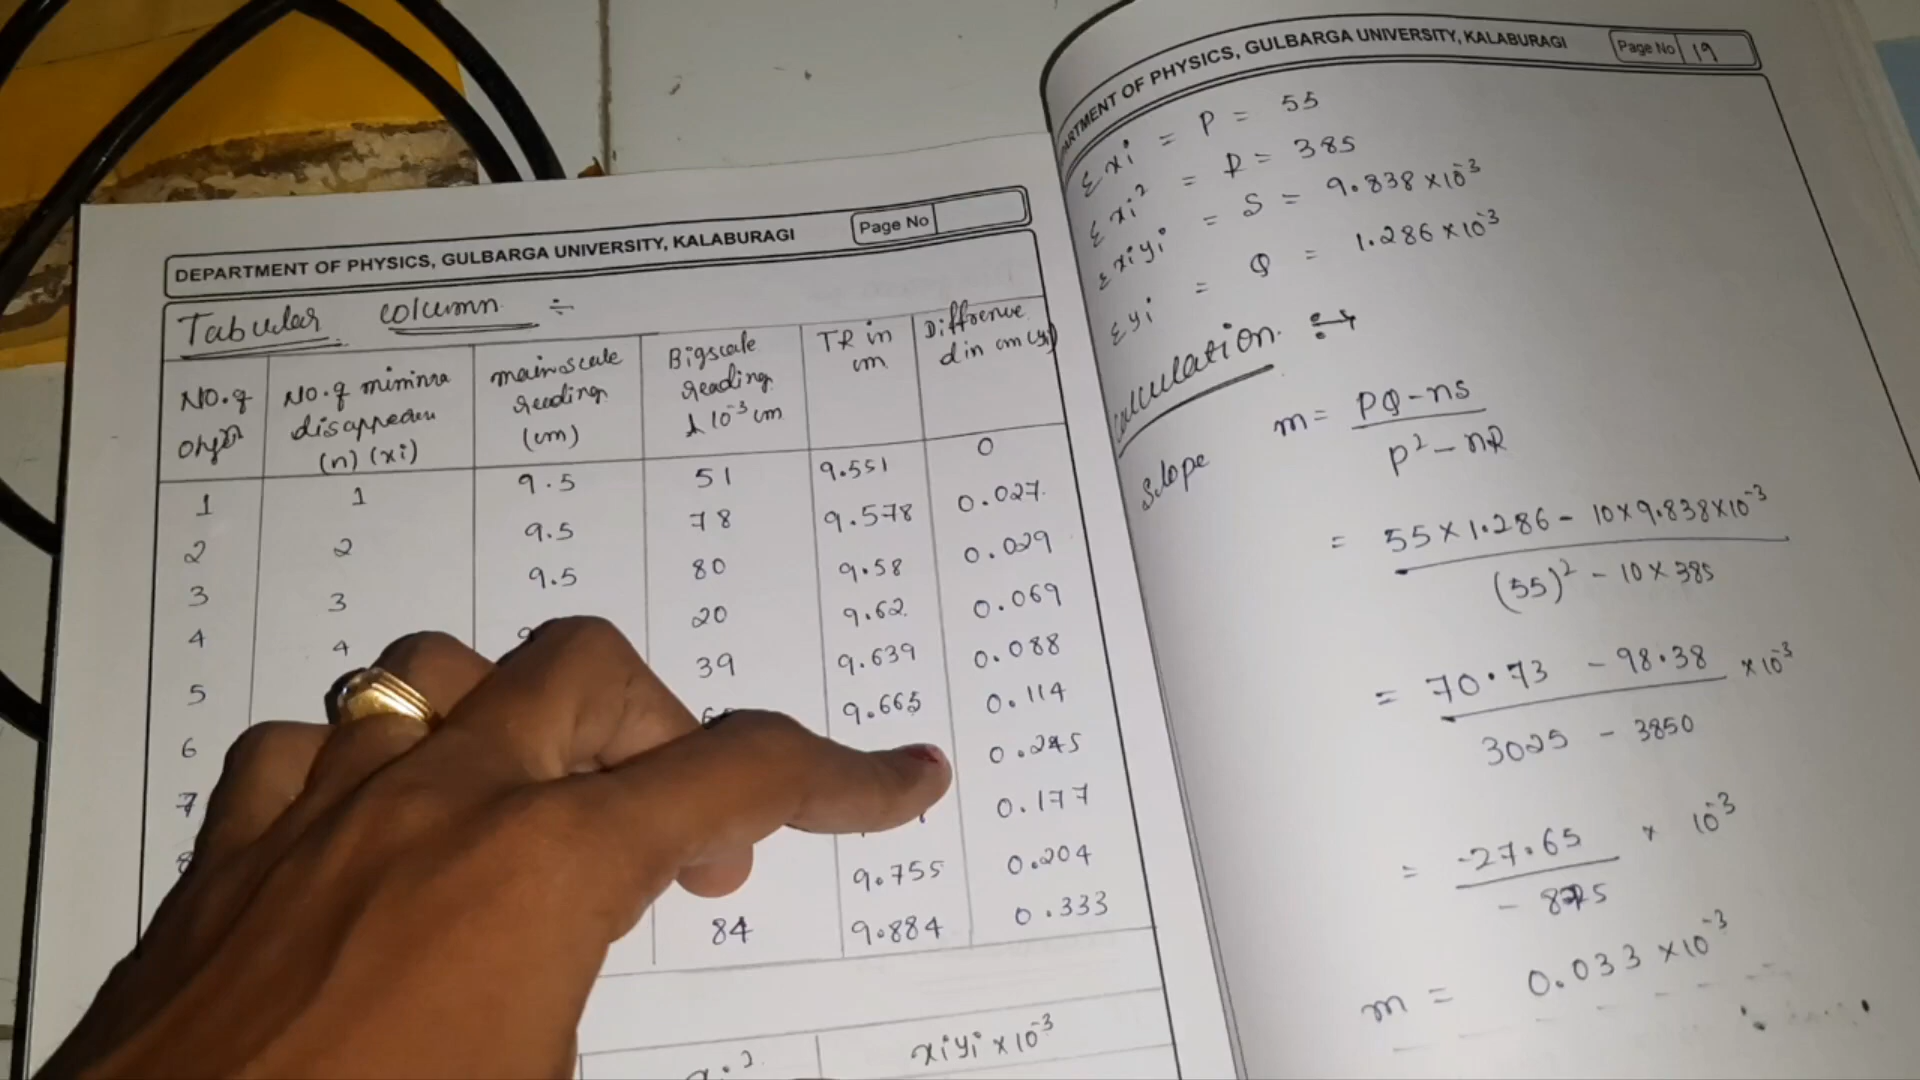 DEPARTMENT OF PHYSICS, GULBARGA UNIVERSITY, KALABURAGI Page No
Tabular column ÷
No. of No. of minima disappear (n) (xi) main scale reading (cm) reading 10⁻³ cm TR in cm Diffrenve d in cm (yi)
1 1 9.5 51 9.551 0
2 2 9.5 78 9.578 0.027
3 3 9.5 80 9.58 0.029
4 4 9 20 9.62 0.069
5 39 9.639 0.088
6 9.665 0.114
7 0.245
8 0.177
9.755 0.204
84 9.884 0.333
xiyi × 10⁻³
ARTMENT OF PHYSICS, GULBARGA UNIVERSITY, KALABURAGI Page No 19
Σxi = P = 55
Σxi² = R = 385
Σxiyi = S = 9.838 × 10⁻³
Σyi = Q = 1.286 × 10⁻³
calculation
Slope m = PQ - nS / P² - nR
= 55 × 1.286 - 10 × 9.838 × 10⁻³ / (55)² - 10 × 385
= 70.73 - 98.38 / 3025 - 3850 × 10⁻³
= -27.65 / - 825 × 10⁻³
m = 0.033 × 10⁻³